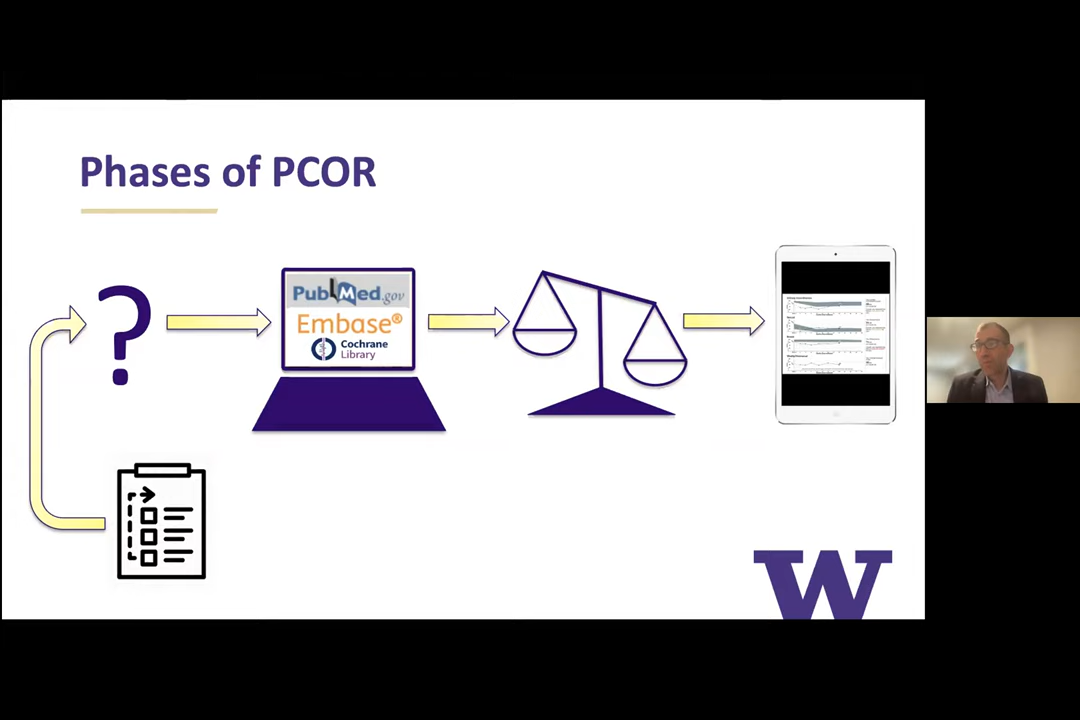 Phases of PCOR
?
PubMed.gov
Embase®
Cochrane
Library
W